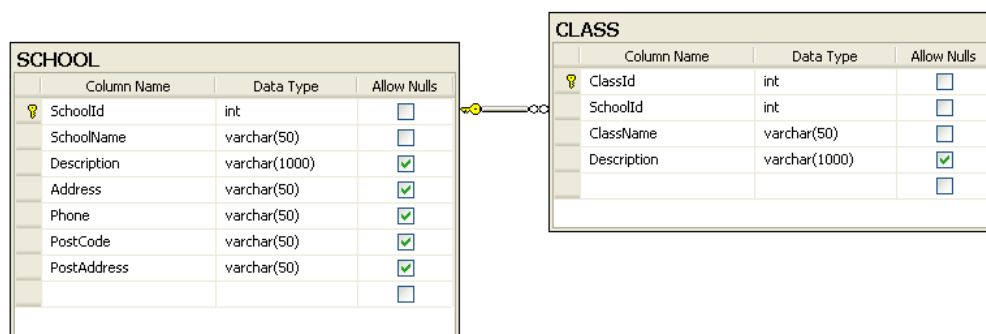 SCHOOL
Column Name Data Type Allow Nulls
SchoolId int
SchoolName varchar(50)
Description varchar(1000)
Address varchar(50)
Phone varchar(50)
PostCode varchar(50)
PostAddress varchar(50)
CLASS
Column Name Data Type Allow Nulls
ClassId int
SchoolId int
ClassName varchar(50)
Description varchar(1000)